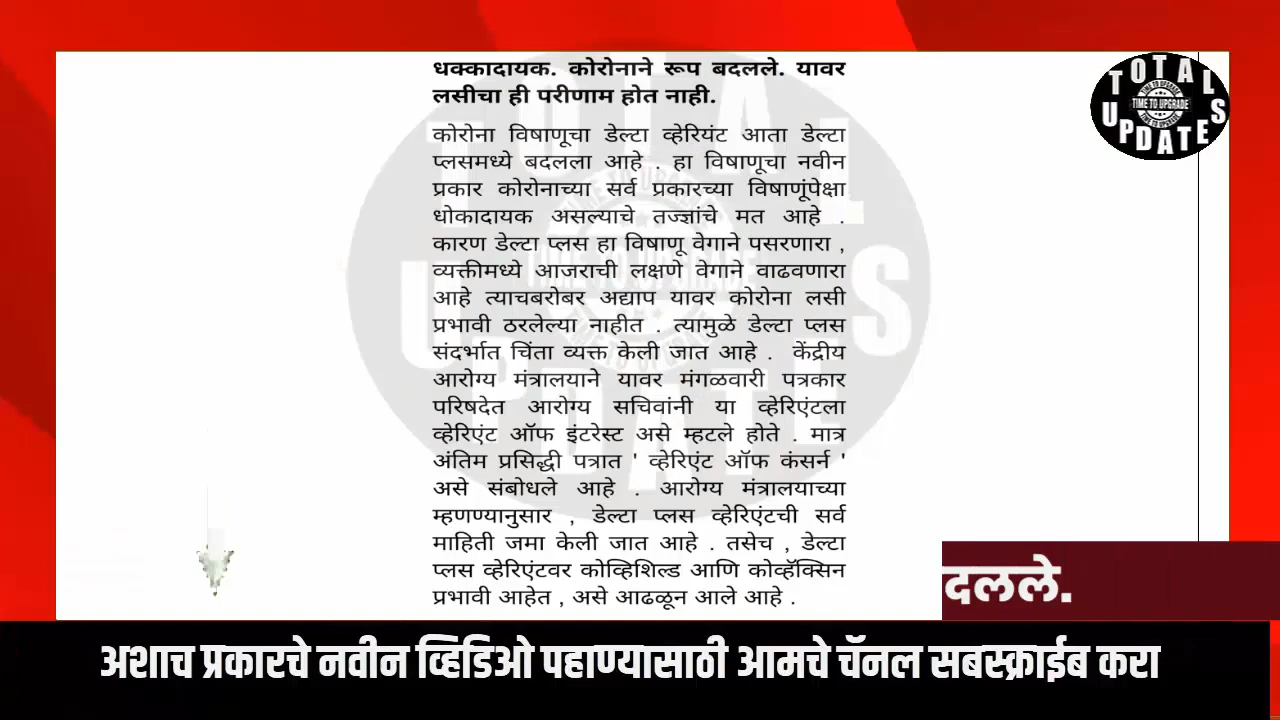 धक्कादायक. कोरोनाने रूप बदलले. यावर
लसीचा ही परीणाम होत नाही.
कोरोना विषाणूचा डेल्टा व्हेरियंट आता डेल्टा
प्लसमध्ये बदलला आहे . हा विषाणूचा नवीन
प्रकार कोरोनाच्या सर्व प्रकारच्या विषाणूंपेक्षा
धोकादायक असल्याचे तज्ज्ञांचे मत आहे .
कारण डेल्टा प्लस हा विषाणू वेगाने पसरणारा ,
व्यक्तीमध्ये आजराची लक्षणे वेगाने वाढवणारा
आहे त्याचबरोबर अद्याप यावर कोरोना लसी
प्रभावी ठरलेल्या नाहीत . त्यामुळे डेल्टा प्लस
संदर्भात चिंता व्यक्त केली जात आहे . केंद्रीय
आरोग्य मंत्रालयाने यावर मंगळवारी पत्रकार
परिषदेत आरोग्य सचिवांनी या व्हेरिएंटला
व्हेरिएंट ऑफ इंटरेस्ट असे म्हटले होते . मात्र
अंतिम प्रसिद्धी पत्रात ' व्हेरिएंट ऑफ कंसर्न '
असे संबोधले आहे . आरोग्य मंत्रालयाच्या
म्हणण्यानुसार , डेल्टा प्लस व्हेरिएंटची सर्व
माहिती जमा केली जात आहे . तसेच , डेल्टा
प्लस व्हेरिएंटवर कोव्हिशिल्ड आणि कोव्हॅक्सिन
प्रभावी आहेत , असे आढळून आले आहे .
TOTAL
TIME TO UPGRADE
UPDATES
दलले.
अशाच प्रकारचे नवीन व्हिडिओ पहाण्यासाठी आमचे चॅनल सबस्क्राईब करा